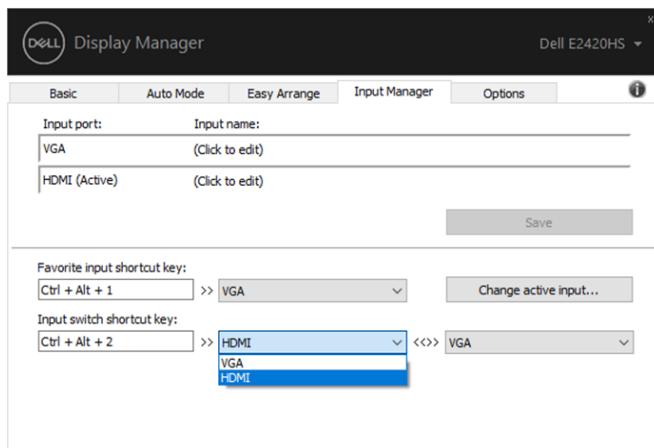 x
DELL Display Manager Dell E2420HS
Basic Auto Mode Easy Arrange Input Manager Options i
Input port: Input name:
VGA (Click to edit)
HDMI (Active) (Click to edit)
Save
Favorite input shortcut key:
Ctrl + Alt + 1 >> VGA Change active input...
Input switch shortcut key:
Ctrl + Alt + 2 >> HDMI <<>> VGA
VGA
HDMI